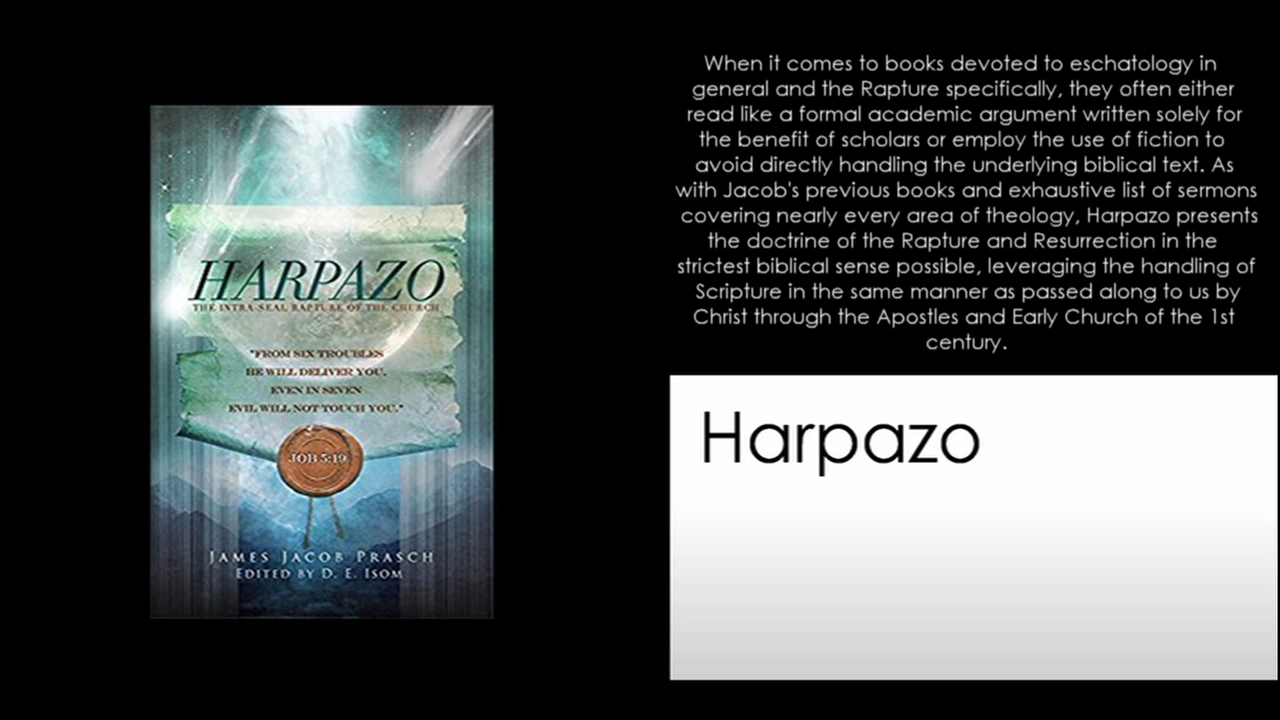 HARPAZO
THE INTRA-SEAL RAPTURE OF THE CHURCH
"FROM SIX TROUBLES
HE WILL DELIVER YOU,
EVEN IN SEVEN
EVIL WILL NOT TOUCH YOU."
JOB 5:19
JAMES JACOB PRASCH
EDITED BY D. E. ISOM
When it comes to books devoted to eschatology in
general and the Rapture specifically, they often either
read like a formal academic argument written solely for
the benefit of scholars or employ the use of fiction to
avoid directly handling the underlying biblical text. As
with Jacob's previous books and exhaustive list of sermons
covering nearly every area of theology, Harpazo presents
the doctrine of the Rapture and Resurrection in the
strictest biblical sense possible, leveraging the handling of
Scripture in the same manner as passed along to us by
Christ through the Apostles and Early Church of the 1st
century.
Harpazo